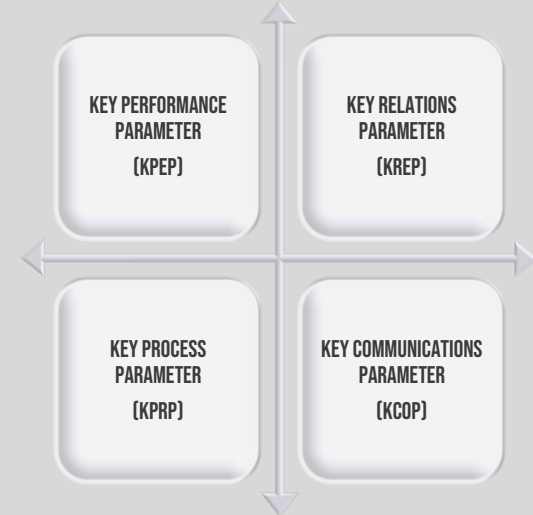 KEY PERFORMANCE
PARAMETER
(KPEP)
KEY RELATIONS
PARAMETER
(KREP)
KEY PROCESS
PARAMETER
(KPRP)
KEY COMMUNICATIONS
PARAMETER
(KCOP)